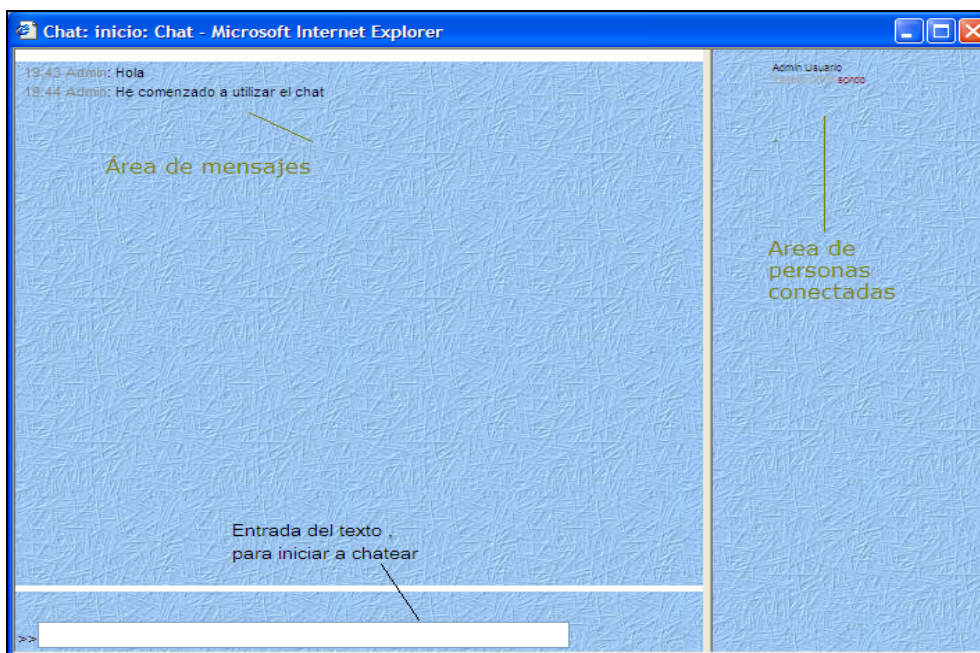 Chat: inicio: Chat - Microsoft Internet Explorer
19:43 Admin: Hola
19:44 Admin: He comenzado a utilizar el chat
Área de mensajes
Admin Usuario
Area de
personas
conectadas
Entrada del texto ,
para iniciar a chatear
>>